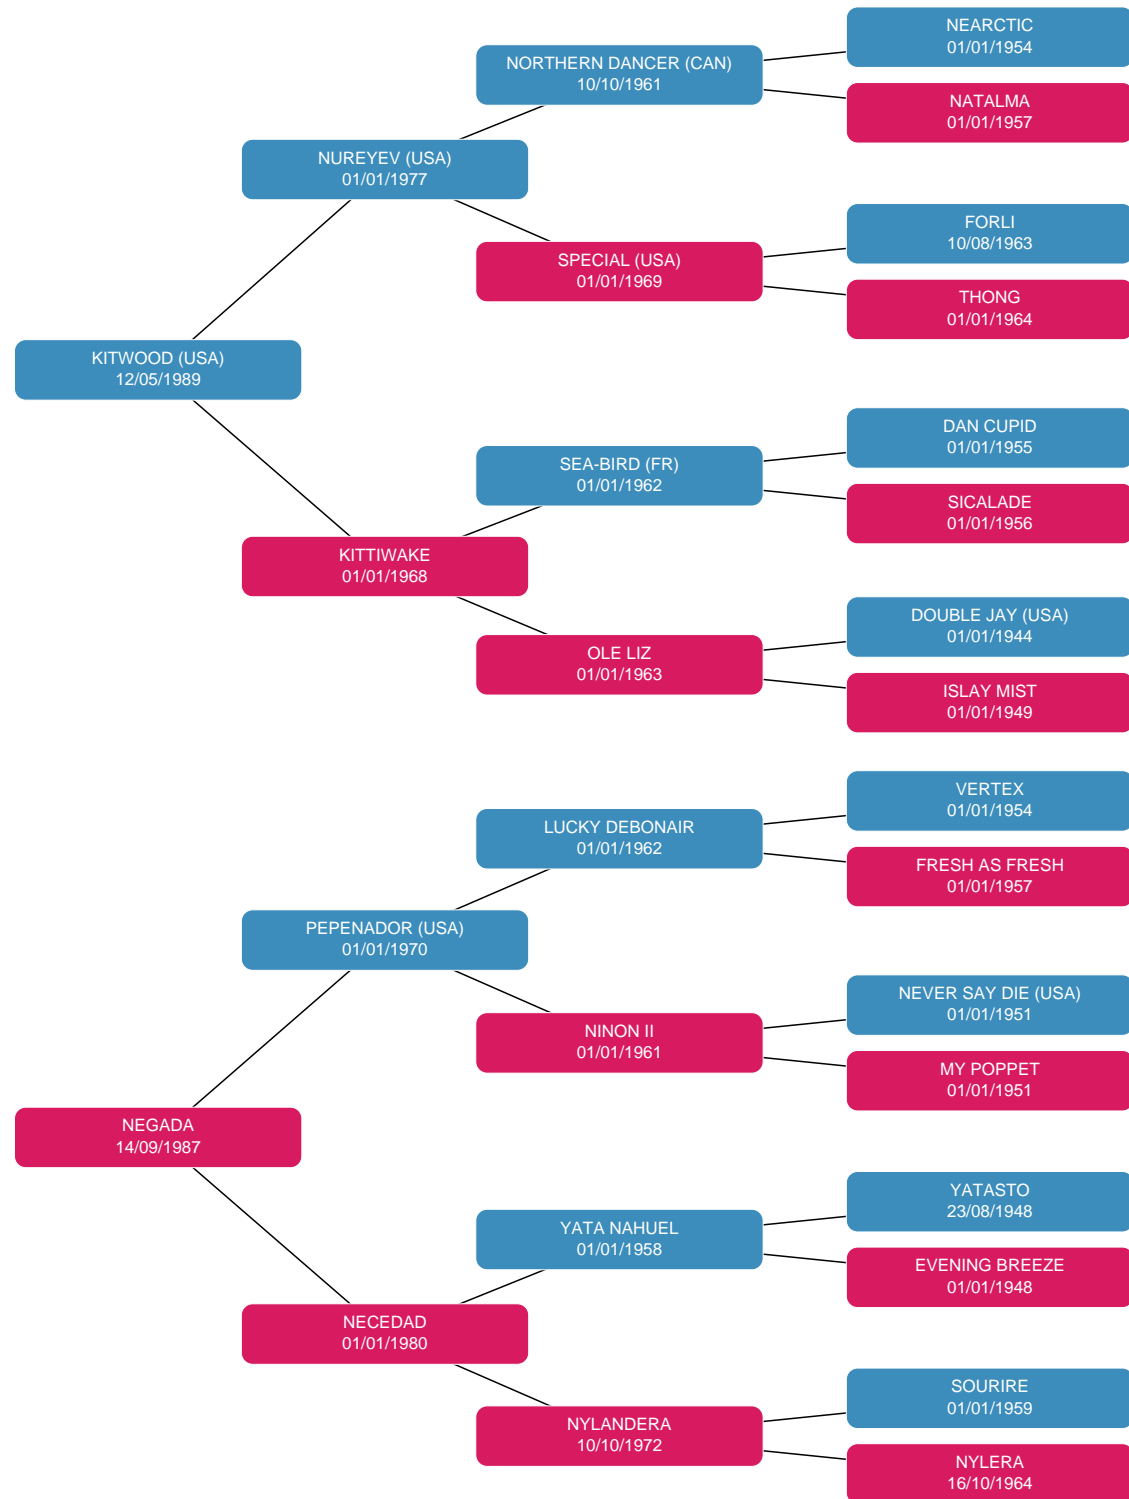 NEARCTIC
01/01/1954
NORTHERN DANCER (CAN)
10/10/1961
NATALMA
01/01/1957
NUREYEV (USA)
01/01/1977
FORLI
10/08/1963
SPECIAL (USA)
01/01/1969
THONG
01/01/1964
KITWOOD (USA)
12/05/1989
DAN CUPID
01/01/1955
SEA-BIRD (FR)
01/01/1962
SICALADE
01/01/1956
KITTIWAKE
01/01/1968
DOUBLE JAY (USA)
01/01/1944
OLE LIZ
01/01/1963
ISLAY MIST
01/01/1949
VERTEX
01/01/1954
LUCKY DEBONAIR
01/01/1962
FRESH AS FRESH
01/01/1957
PEPENADOR (USA)
01/01/1970
NEVER SAY DIE (USA)
01/01/1951
NINON II
01/01/1961
MY POPPET
01/01/1951
NEGADA
14/09/1987
YATASTO
23/08/1948
YATA NAHUEL
01/01/1958
EVENING BREEZE
01/01/1948
NECEDAD
01/01/1980
SOURIRE
01/01/1959
NYLANDERA
10/10/1972
NYLERA
16/10/1964